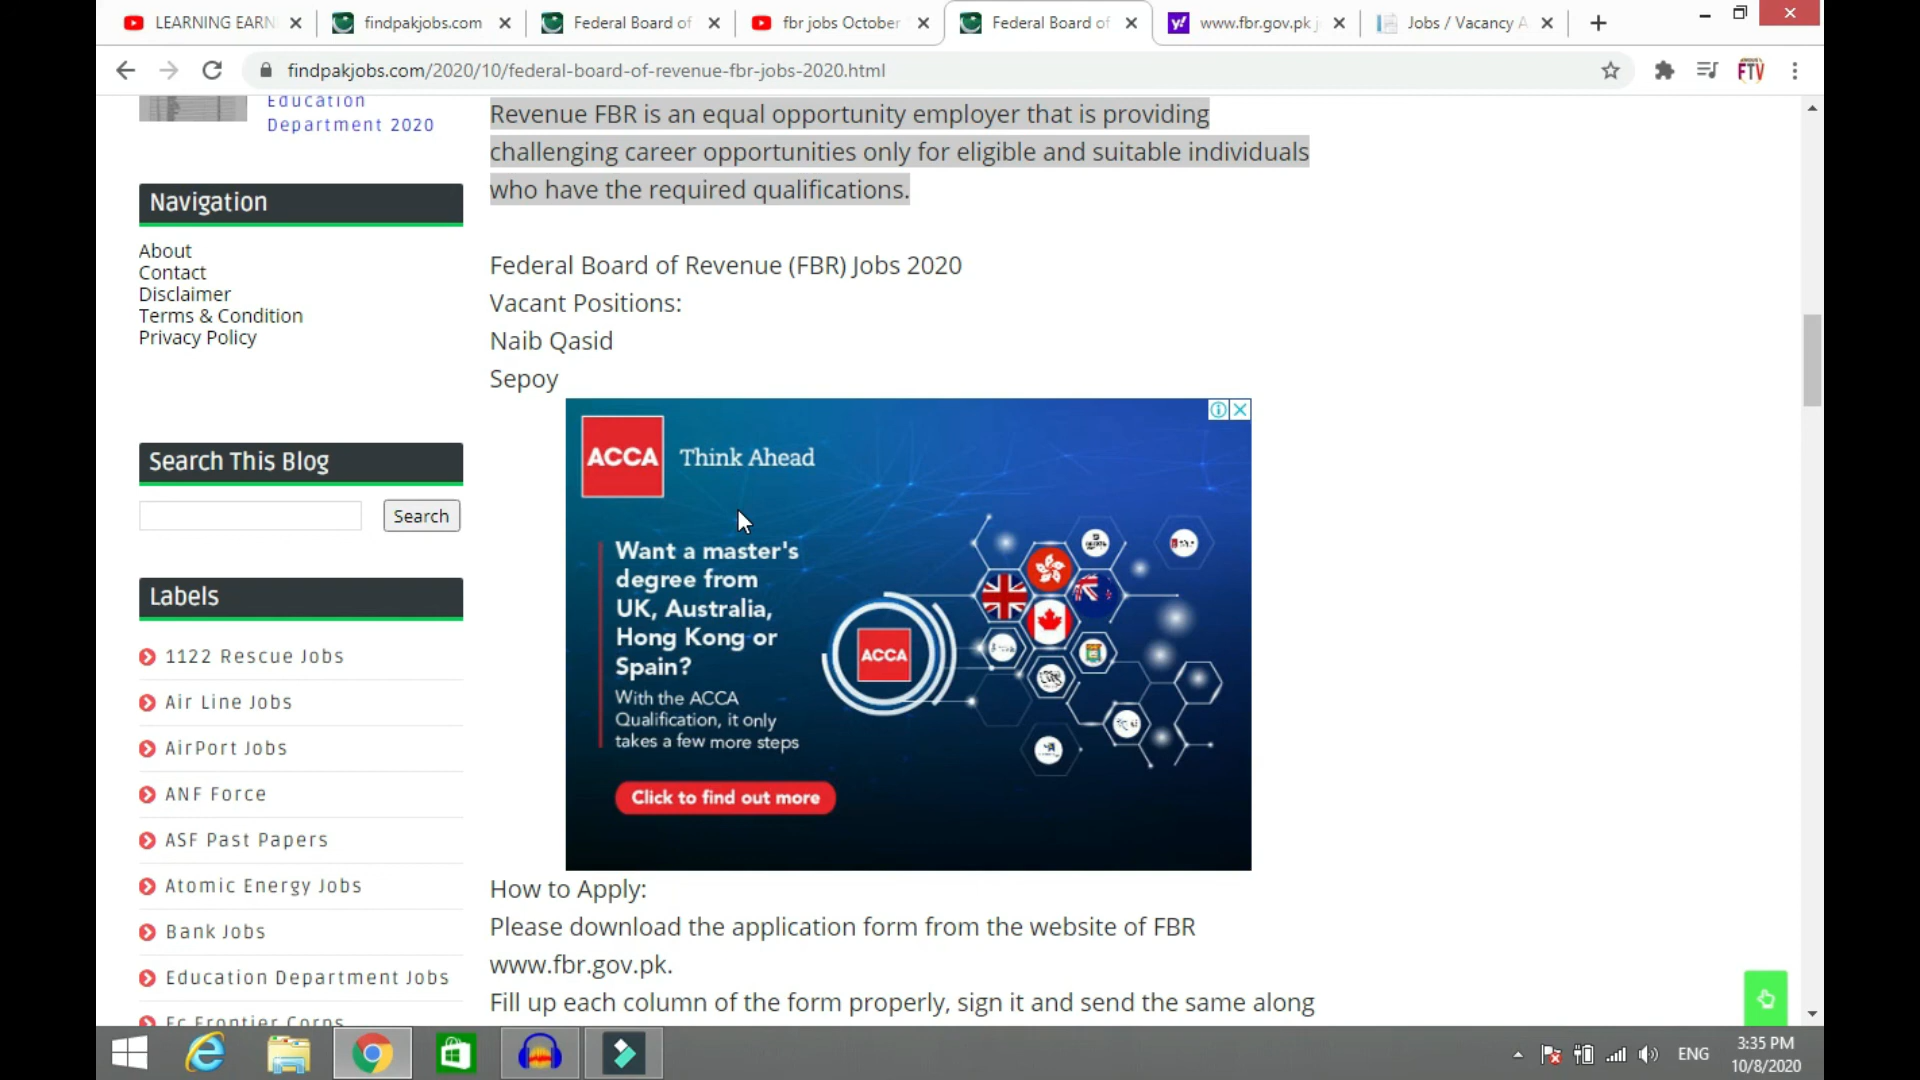 LEARNING EARN
findpakjobs.com
Federal Board of
fbr jobs October
Federal Board of
www.fbr.gov.pk j
Jobs / Vacancy A
findpakjobs.com/2020/10/federal-board-of-revenue-fbr-jobs-2020.html
FTV
Education
Department 2020
Navigation
About
Contact
Disclaimer
Terms & Condition
Privacy Policy
Search This Blog
Search
Labels
1122 Rescue Jobs
Air Line Jobs
AirPort Jobs
ANF Force
ASF Past Papers
Atomic Energy Jobs
Bank Jobs
Education Department Jobs
Fc Frontier Corps
Revenue FBR is an equal opportunity employer that is providing
challenging career opportunities only for eligible and suitable individuals
who have the required qualifications.
Federal Board of Revenue (FBR) Jobs 2020
Vacant Positions:
Naib Qasid
Sepoy
ACCA
Think Ahead
Want a master's
degree from
UK, Australia,
Hong Kong or
Spain?
With the ACCA
Qualification, it only
takes a few more steps
Click to find out more
ACCA
How to Apply:
Please download the application form from the website of FBR
www.fbr.gov.pk.
Fill up each column of the form properly, sign it and send the same along
ENG
3:35 PM
10/8/2020